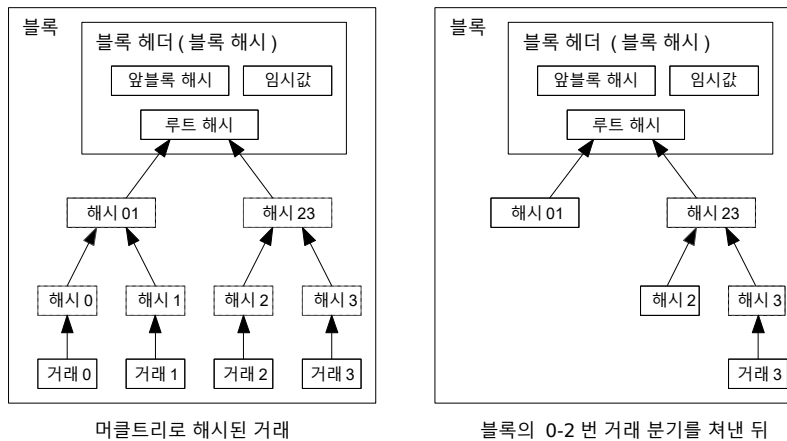 블록
블록 헤더 ( 블록 해시 )
앞블록 해시
임시값
루트 해시
해시 01
해시 23
해시 0
해시 1
해시 2
해시 3
거래 0
거래 1
거래 2
거래 3
머클트리로 해시된 거래
블록
블록 헤더 ( 블록 해시 )
앞블록 해시
임시값
루트 해시
해시 01
해시 23
해시 2
해시 3
거래 3
블록의 0-2 번 거래 분기를 쳐낸 뒤